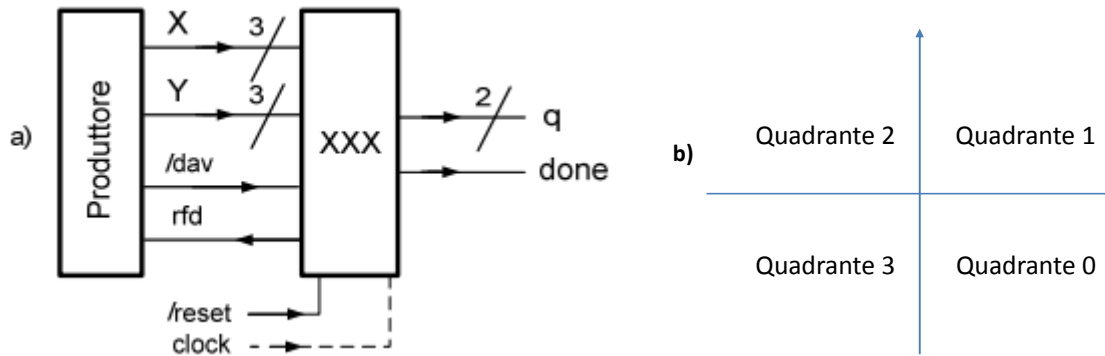 a)
Produttore
X
3
Y
3
/dav
rfd
XXX
2
q
done
/reset
clock
b)
Quadrante 2
Quadrante 1
Quadrante 3
Quadrante 0